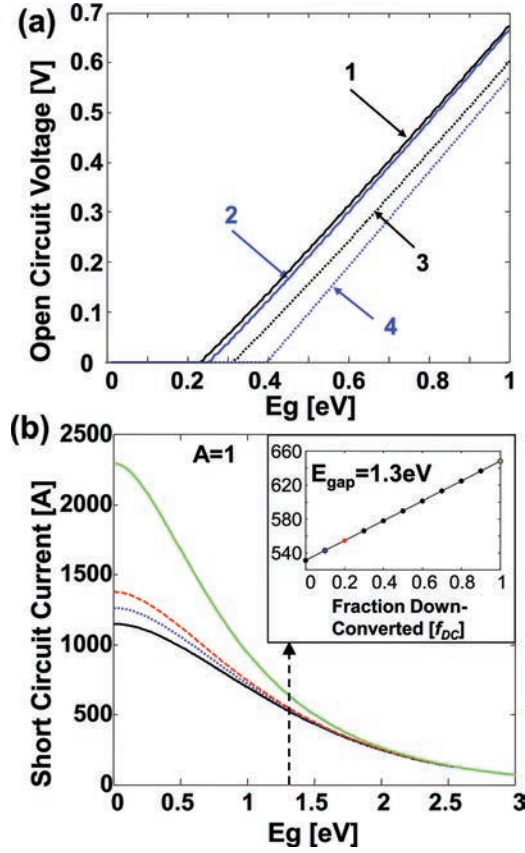 (a)
0.7
0.6
0.5
0.4
0.3
0.2
0.1
0
Open Circuit Voltage [V]
1
2
3
4
0 0.2 0.4 0.6 0.8 1
Eg [eV]
(b)
2500
2000
1500
1000
500
0
Short Circuit Current [A]
A=1
660
620
580
540
E_gap=1.3eV
0 0.2 0.4 0.6 0.8 1
Fraction Down-
Converted [f_DC]
0 0.5 1 1.5 2 2.5 3
Eg [eV]